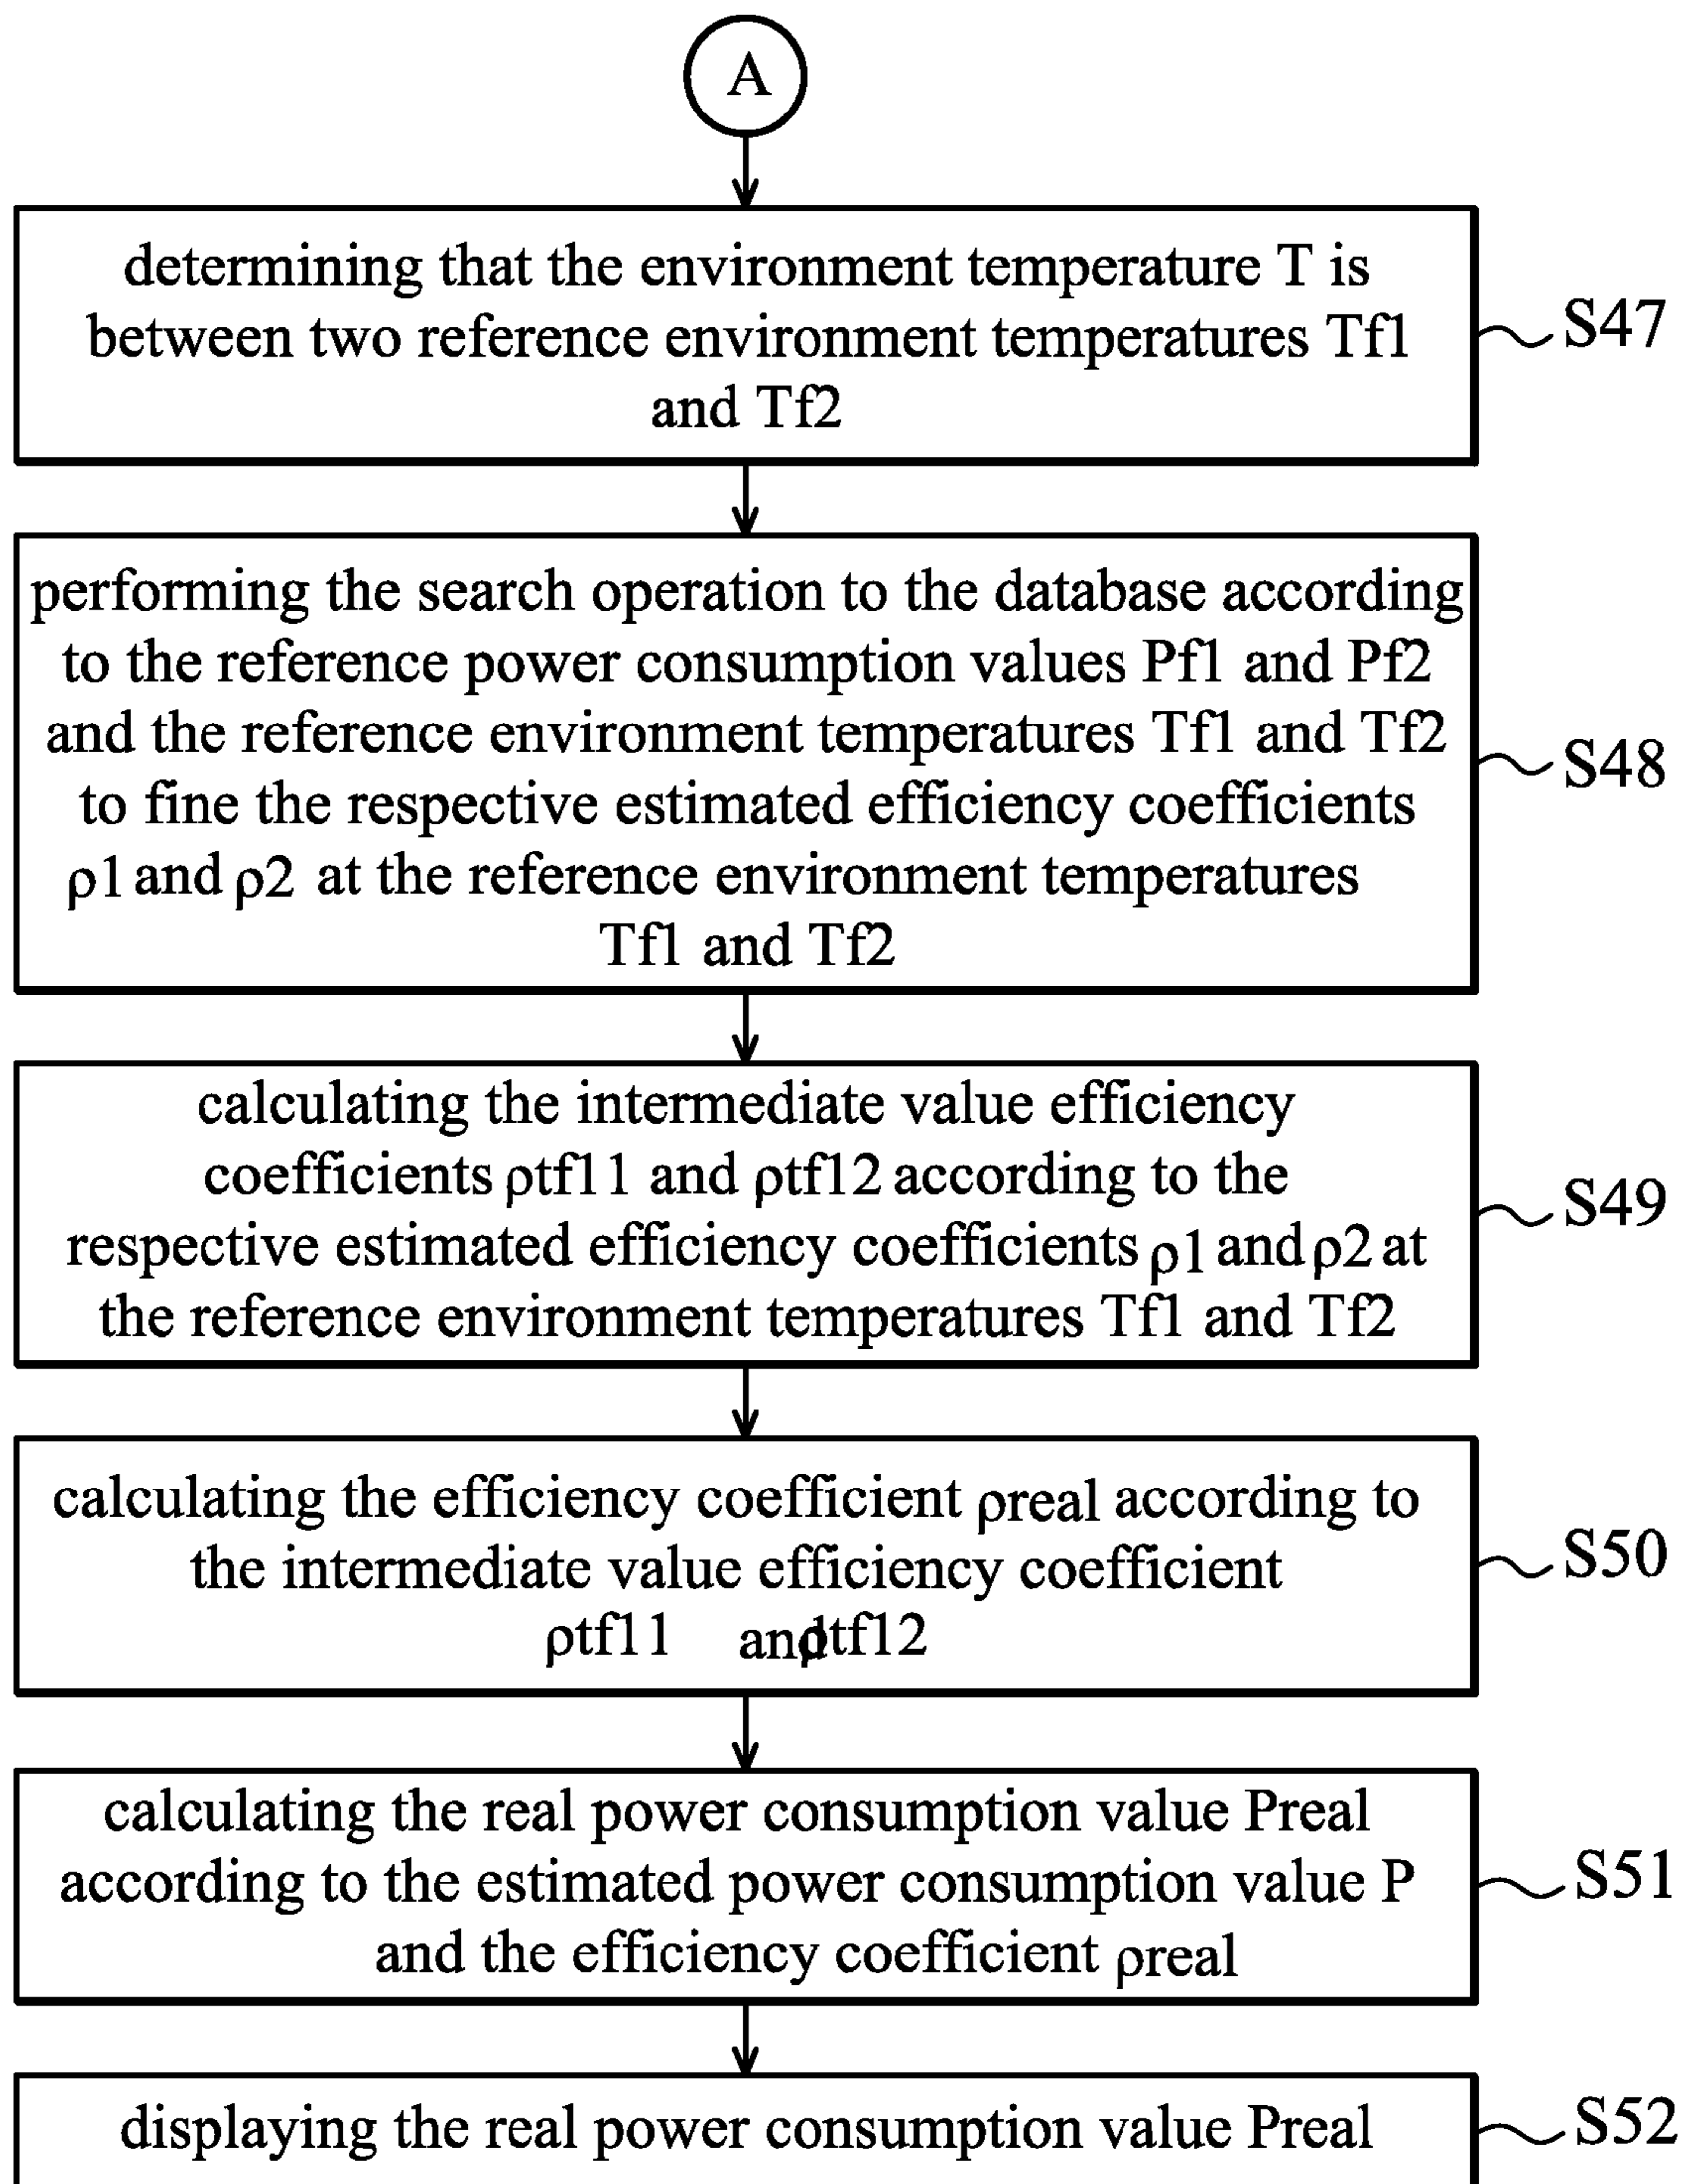 A
determining that the environment temperature T is
between two reference environment temperatures Tf1
and Tf2
S47
performing the search operation to the database according
to the reference power consumption values Pf1 and Pf2
and the reference environment temperatures Tf1 and Tf2
to fine the respective estimated efficiency coefficients
ρ1 and ρ2 at the reference environment temperatures
Tf1 and Tf2
S48
calculating the intermediate value efficiency
coefficients ρtf11 and ρtf12 according to the
respective estimated efficiency coefficients ρ1 and ρ2 at
the reference environment temperatures Tf1 and Tf2
S49
calculating the efficiency coefficient ρreal according to
the intermediate value efficiency coefficient
ρtf11 and ρtf12
S50
calculating the real power consumption value Preal
according to the estimated power consumption value P
and the efficiency coefficient ρreal
S51
displaying the real power consumption value Preal
S52